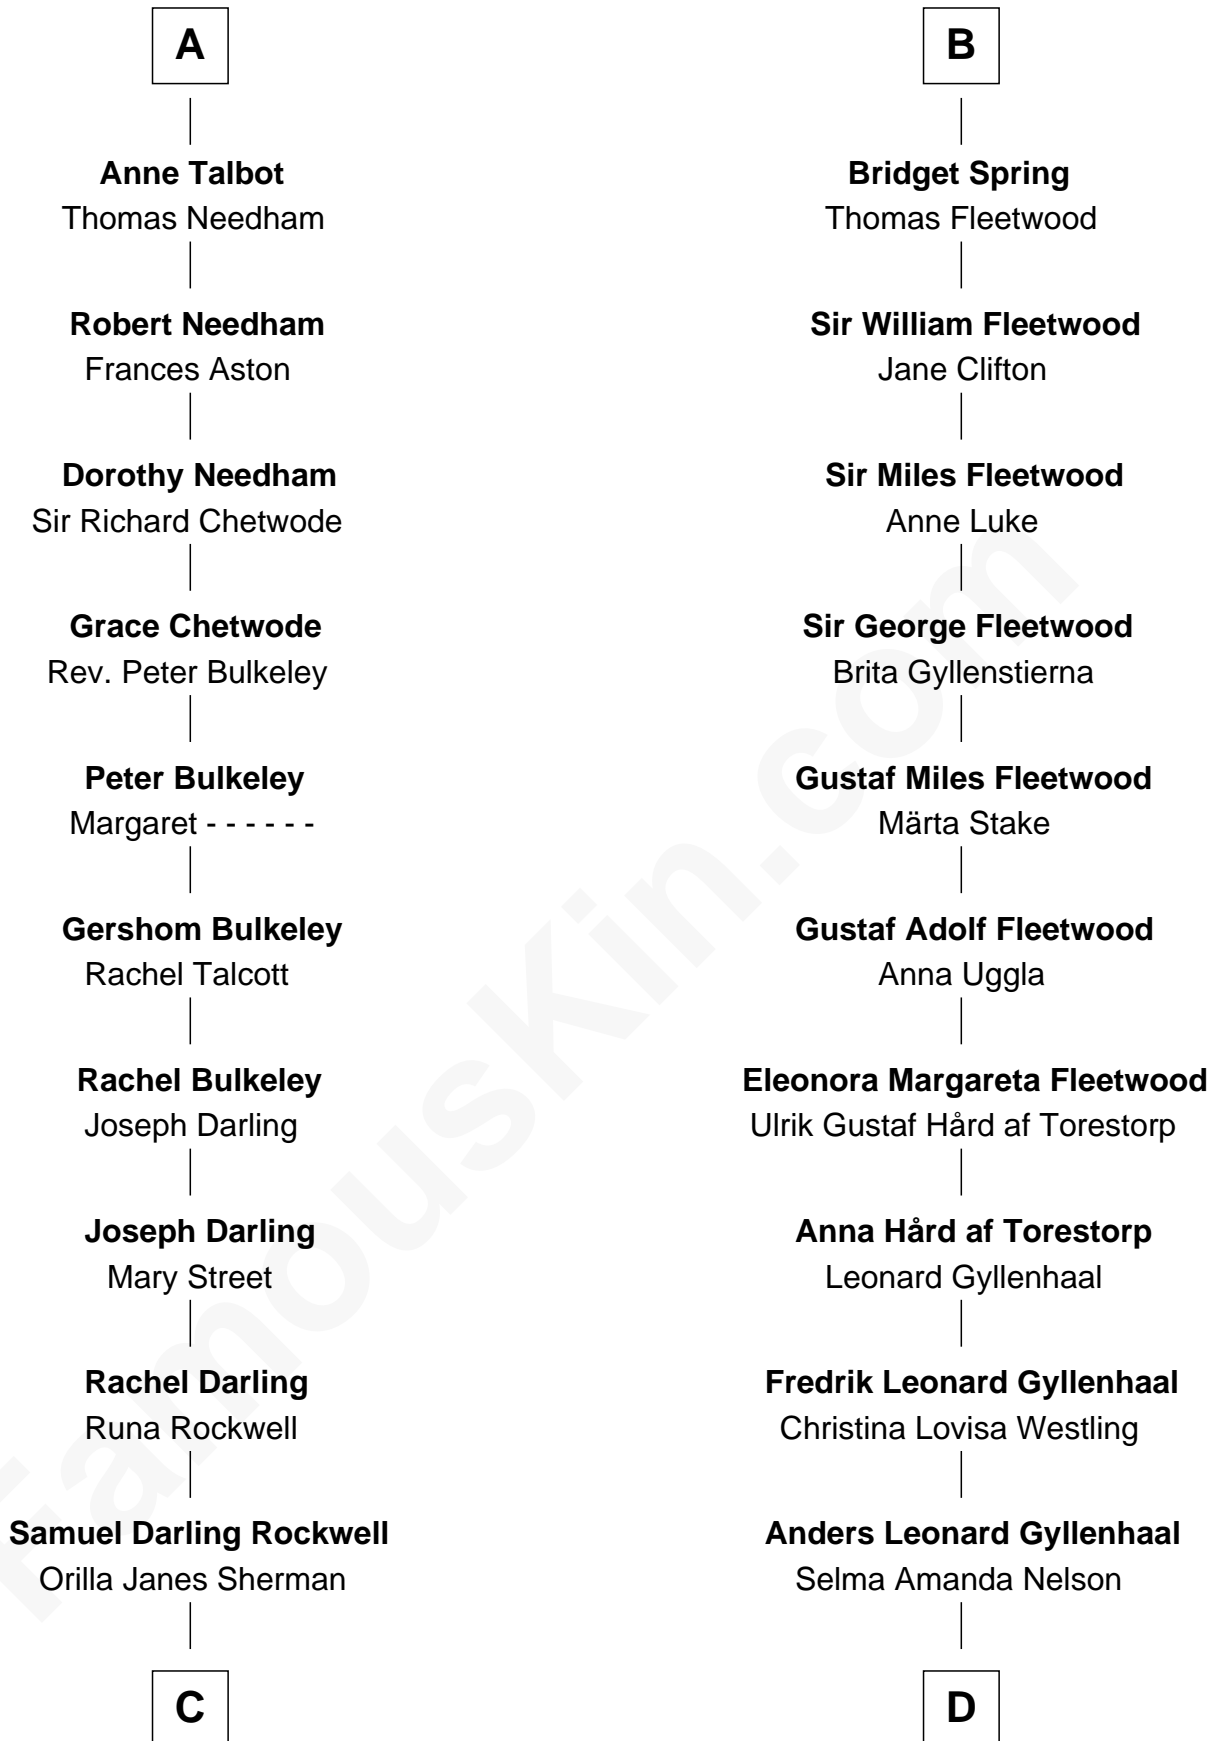 A
Anne Talbot
Thomas Needham
Robert Needham
Frances Aston
Dorothy Needham
Sir Richard Chetwode
Grace Chetwode
Rev. Peter Bulkeley
Peter Bulkeley
Margaret - - - - - -
Gershom Bulkeley
Rachel Talcott
Rachel Bulkeley
Joseph Darling
Joseph Darling
Mary Street
Rachel Darling
Runa Rockwell
Samuel Darling Rockwell
Orilla Janes Sherman
C
B
Bridget Spring
Thomas Fleetwood
Sir William Fleetwood
Jane Clifton
Sir Miles Fleetwood
Anne Luke
Sir George Fleetwood
Brita Gyllenstierna
Gustaf Miles Fleetwood
Märta Stake
Gustaf Adolf Fleetwood
Anna Uggla
Eleonora Margareta Fleetwood
Ulrik Gustaf Hård af Torestorp
Anna Hård af Torestorp
Leonard Gyllenhaal
Fredrik Leonard Gyllenhaal
Christina Lovisa Westling
Anders Leonard Gyllenhaal
Selma Amanda Nelson
D
FamousKin.com